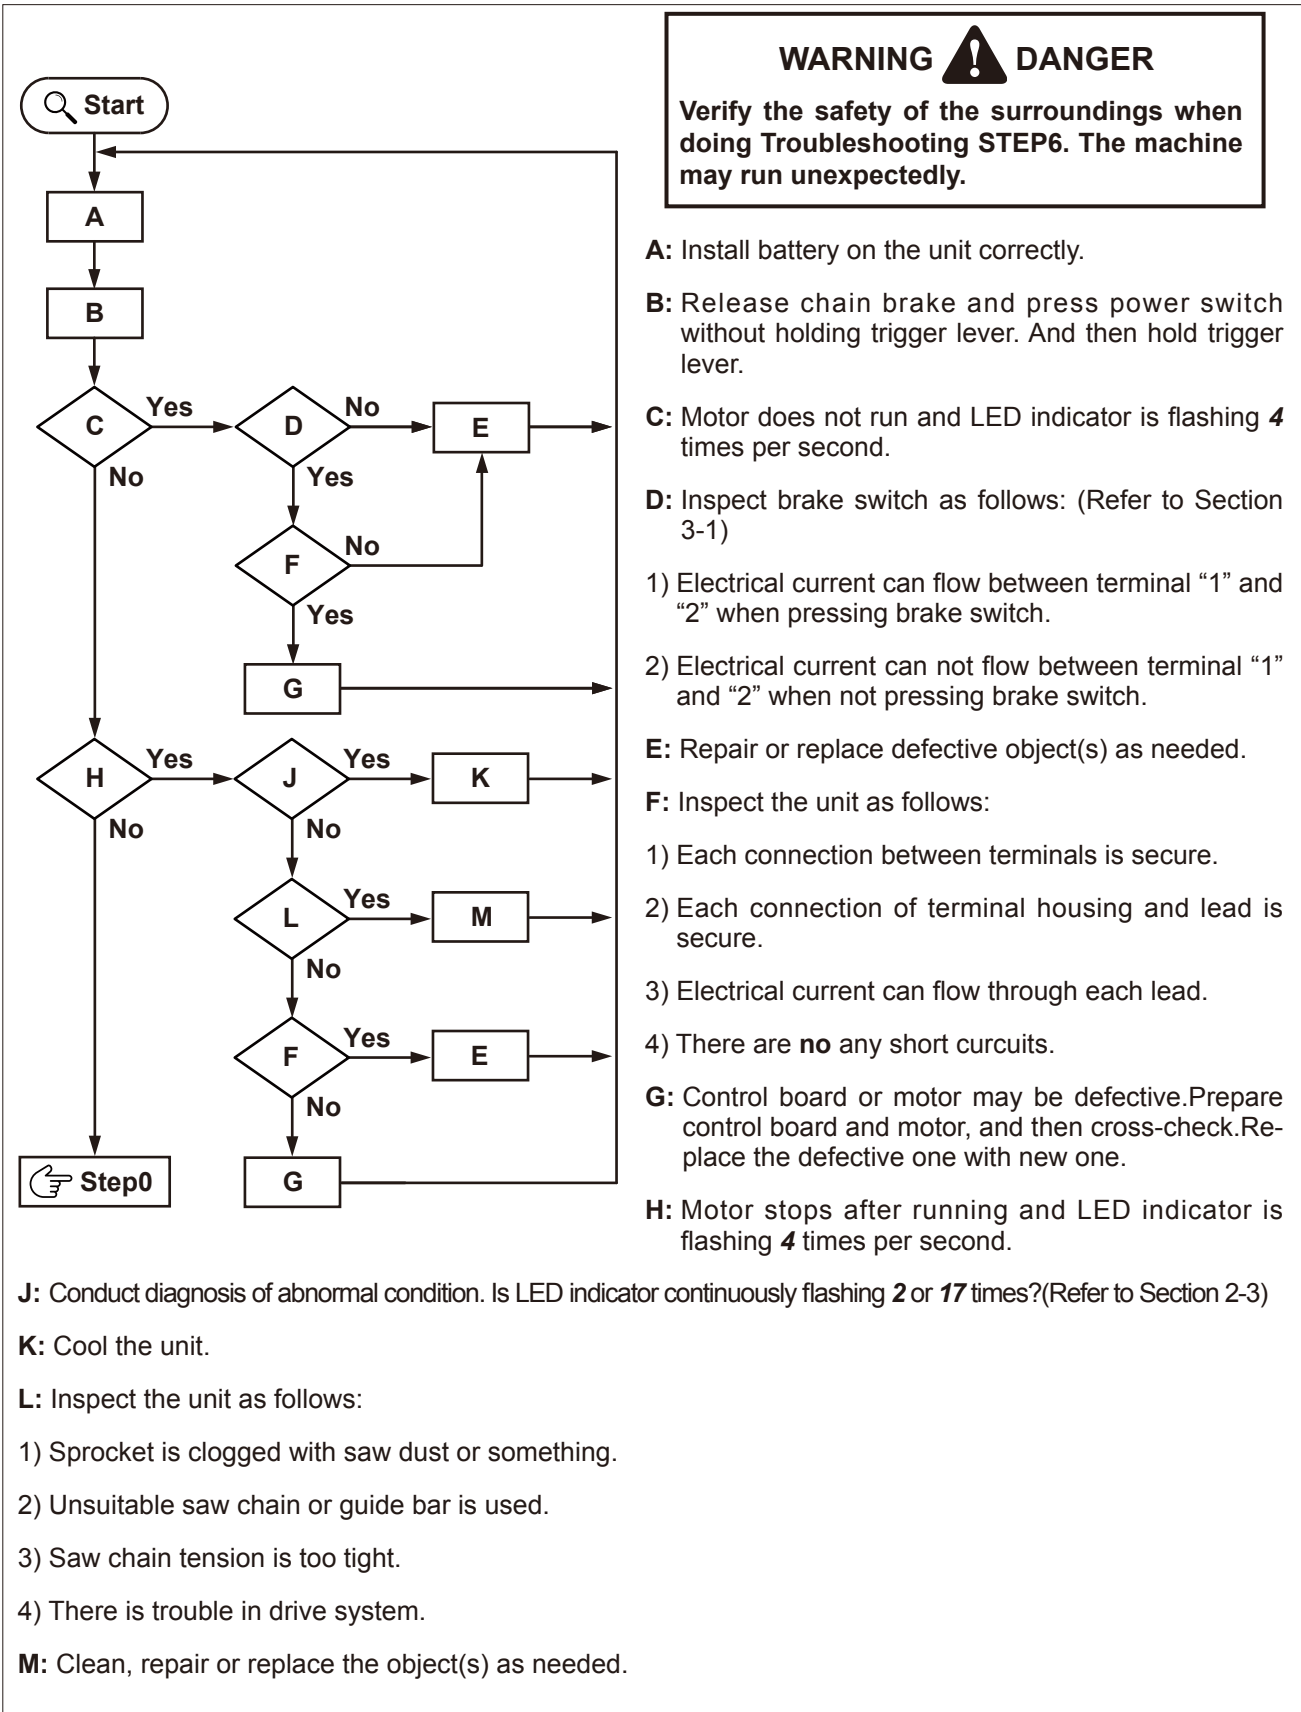 WARNING DANGER
Verify the safety of the surroundings when
doing Troubleshooting STEP6. The machine
may run unexpectedly.
Start
A
B
C
Yes
D
No
E
No
Yes
F
No
Yes
G
H
Yes
J
Yes
K
No
No
L
Yes
M
No
F
Yes
E
No
Step0
G
A: Install battery on the unit correctly.
B: Release chain brake and press power switch
without holding trigger lever. And then hold trigger
lever.
C: Motor does not run and LED indicator is flashing 4
times per second.
D: Inspect brake switch as follows: (Refer to Section
3-1)
1) Electrical current can flow between terminal “1” and
“2” when pressing brake switch.
2) Electrical current can not flow between terminal “1”
and “2” when not pressing brake switch.
E: Repair or replace defective object(s) as needed.
F: Inspect the unit as follows:
1) Each connection between terminals is secure.
2) Each connection of terminal housing and lead is
secure.
3) Electrical current can flow through each lead.
4) There are no any short curcuits.
G: Control board or motor may be defective.Prepare
control board and motor, and then cross-check.Re-
place the defective one with new one.
H: Motor stops after running and LED indicator is
flashing 4 times per second.
J: Conduct diagnosis of abnormal condition. Is LED indicator continuously flashing 2 or 17 times?(Refer to Section 2-3)
K: Cool the unit.
L: Inspect the unit as follows:
1) Sprocket is clogged with saw dust or something.
2) Unsuitable saw chain or guide bar is used.
3) Saw chain tension is too tight.
4) There is trouble in drive system.
M: Clean, repair or replace the object(s) as needed.